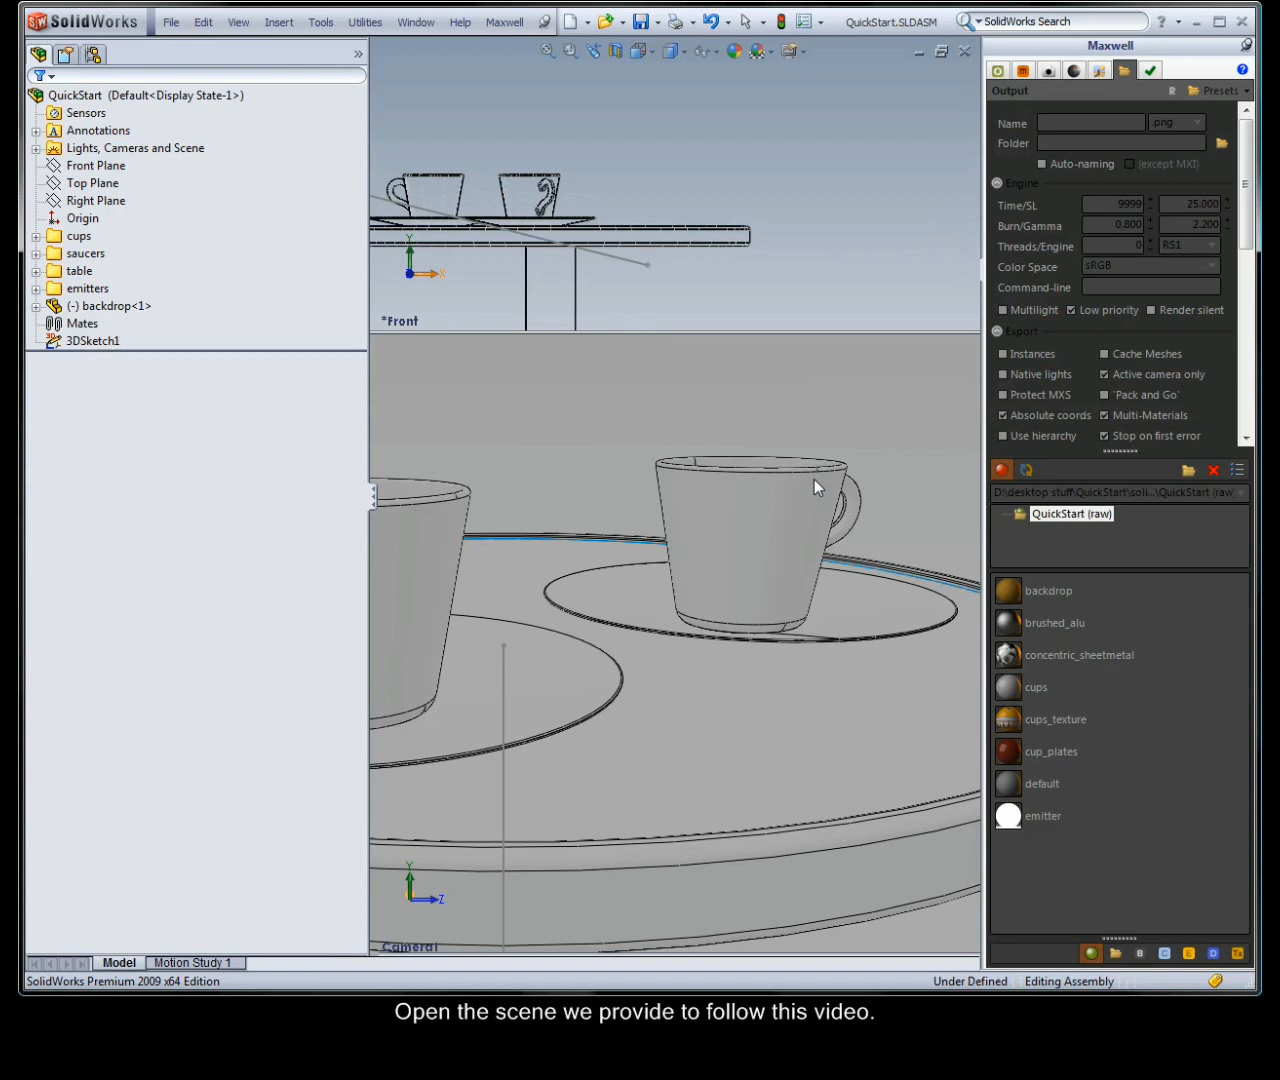 SolidWorks File Edit View Insert Tools Utilities Window Help Maxwell QuickStart.SLDASM SolidWorks Search ?
Maxwell
QuickStart (Default<Display State-1>)
Sensors
Annotations
Lights, Cameras and Scene
Front Plane
Top Plane
Right Plane
Origin
cups
saucers
table
emitters
(-) backdrop<1>
Mates
3DSketch1
Y
X
*Front
Y
Z
Camera1
Output R Presets
Name .png
Folder
Auto-naming (except MXI)
Engine
Time/SL 9999 25.000
Burn/Gamma 0.800 2.200
Threads/Engine 0 RS1
Color Space sRGB
Command-line
Multilight Low priority Render silent
Export
Instances Cache Meshes
Native lights Active camera only
Protect MXS 'Pack and Go'
Absolute coords Multi-Materials
Use hierarchy Stop on first error
D:\desktop stuff\QuickStart\soli...\QuickStart (raw
QuickStart (raw)
backdrop
brushed_alu
concentric_sheetmetal
cups
cups_texture
cup_plates
default
emitter
B C E D Tx
Model Motion Study 1
SolidWorks Premium 2009 x64 Edition Under Defined Editing Assembly
Open the scene we provide to follow this video.